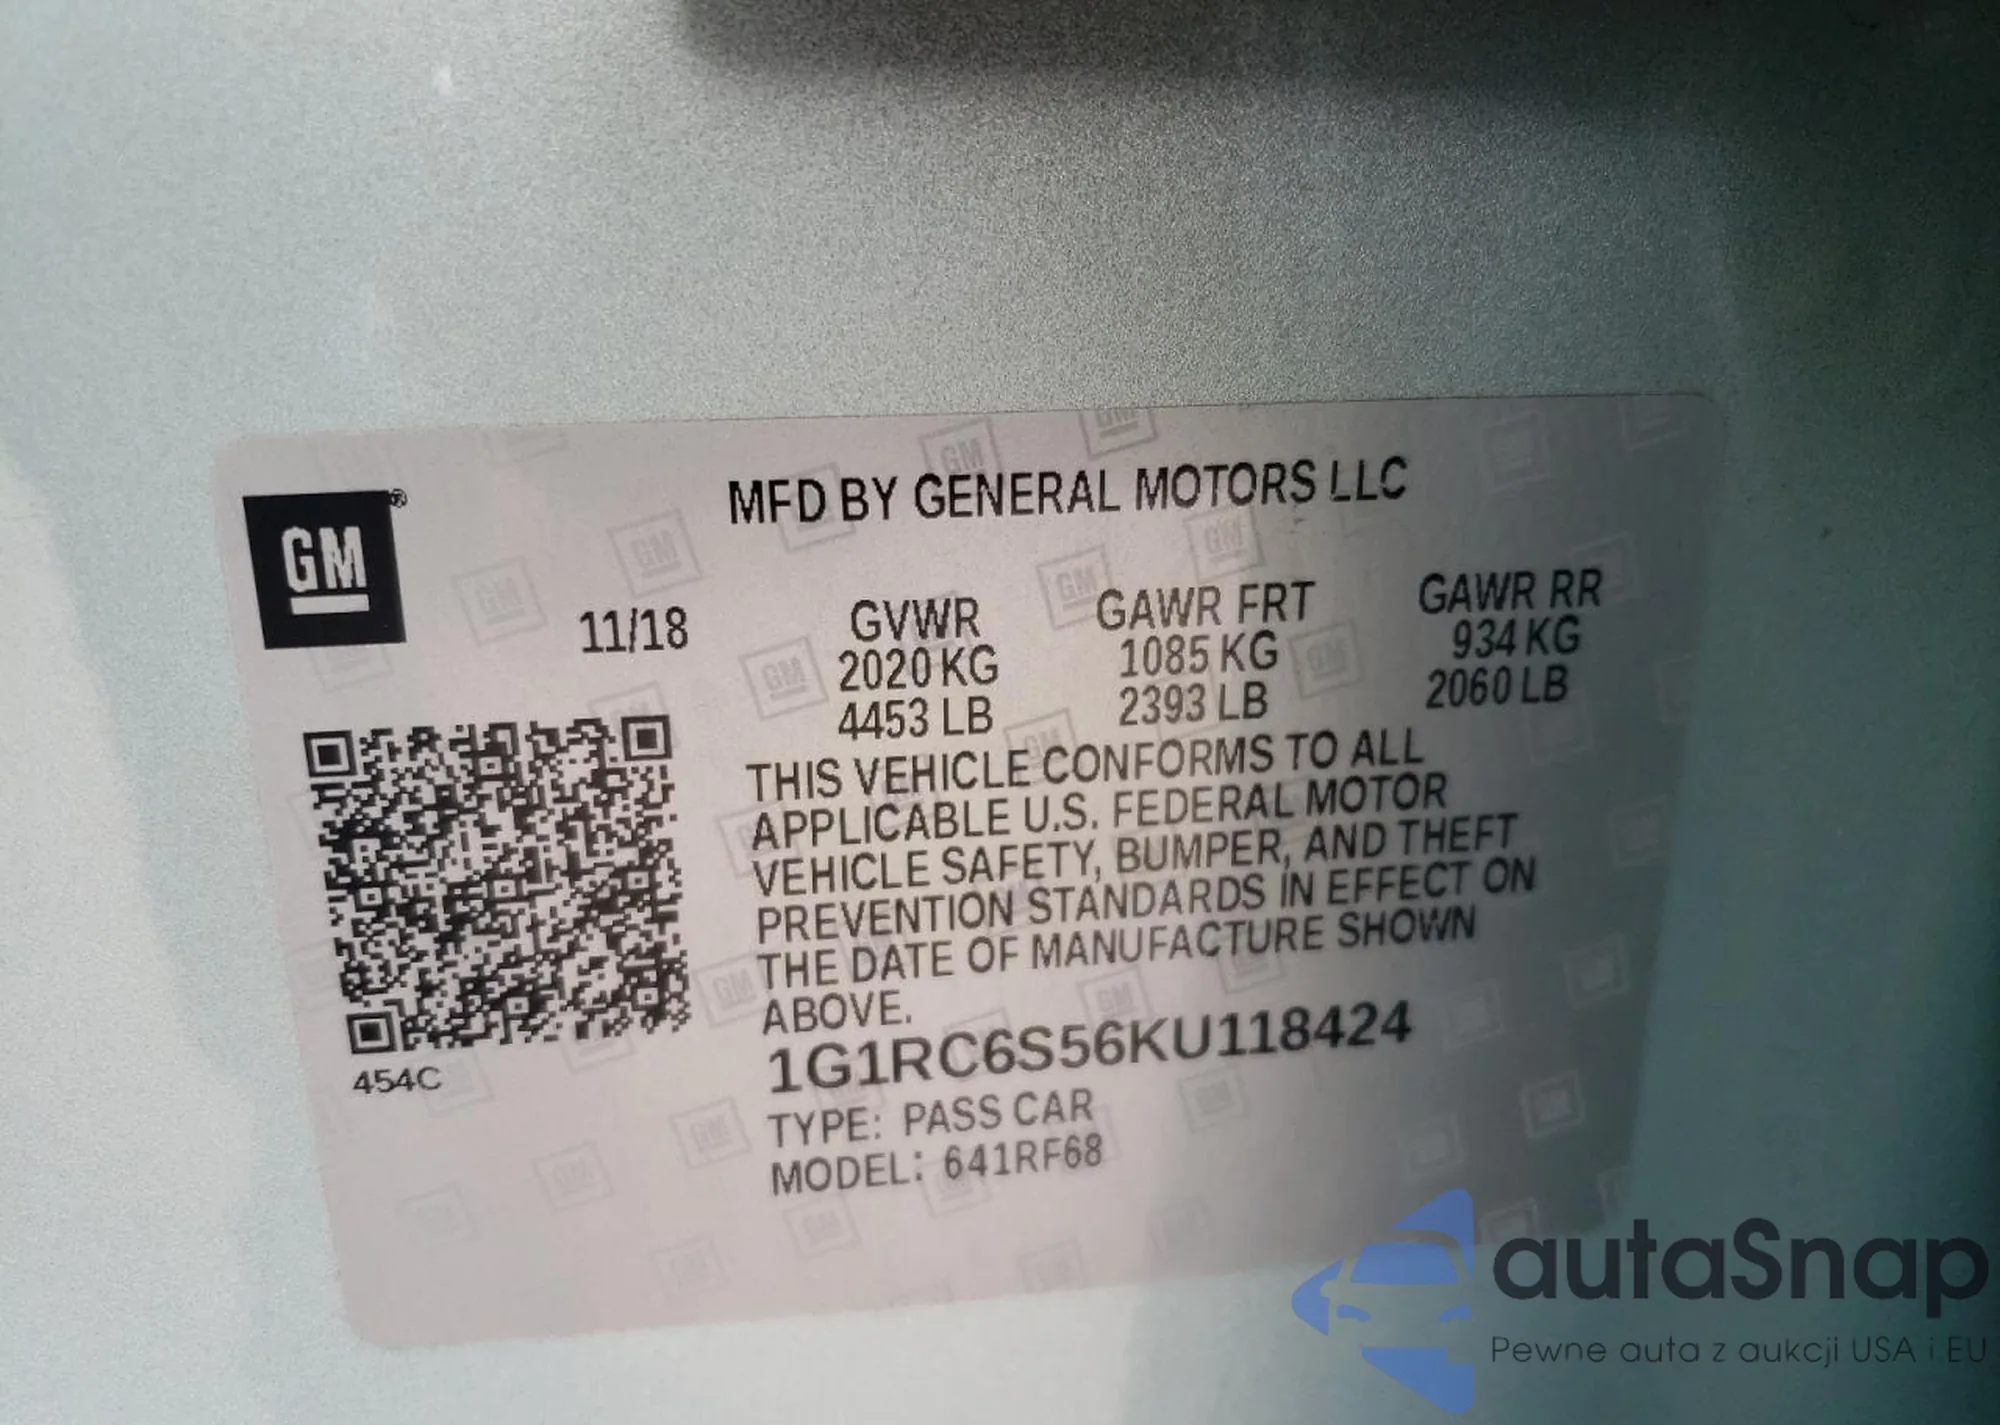 GM®
MFD BY GENERAL MOTORS LLC
11/18
GVWR
2020 KG
4453 LB
GAWR FRT
1085 KG
2393 LB
GAWR RR
934 KG
2060 LB
THIS VEHICLE CONFORMS TO ALL
APPLICABLE U.S. FEDERAL MOTOR
VEHICLE SAFETY, BUMPER, AND THEFT
PREVENTION STANDARDS IN EFFECT ON
THE DATE OF MANUFACTURE SHOWN
ABOVE.
1G1RC6S56KU118424
TYPE: PASS CAR
MODEL: 641RF68
454C
autaSnap
Pewne auta z aukcji USA i EU